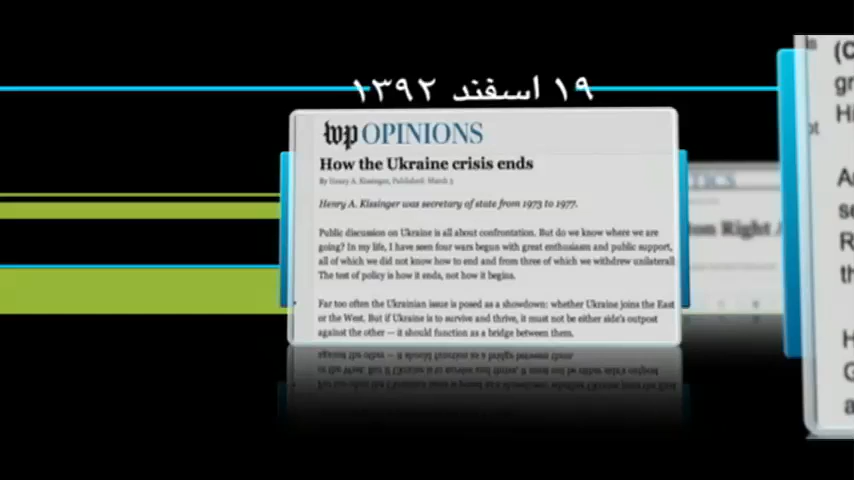 ۱۹ اسفند ۱۳۹۲
wp OPINIONS
How the Ukraine crisis ends
By Henry A. Kissinger, Published: March 5
Henry A. Kissinger was secretary of state from 1973 to 1977.
Public discussion on Ukraine is all about confrontation. But do we know where we are
going? In my life, I have seen four wars begun with great enthusiasm and public support,
all of which we did not know how to end and from three of which we withdrew unilaterall
The test of policy is how it ends, not how it begins.
Far too often the Ukrainian issue is posed as a showdown: whether Ukraine joins the East
or the West. But if Ukraine is to survive and thrive, it must not be either side's outpost
against the other — it should function as a bridge between them.
Right